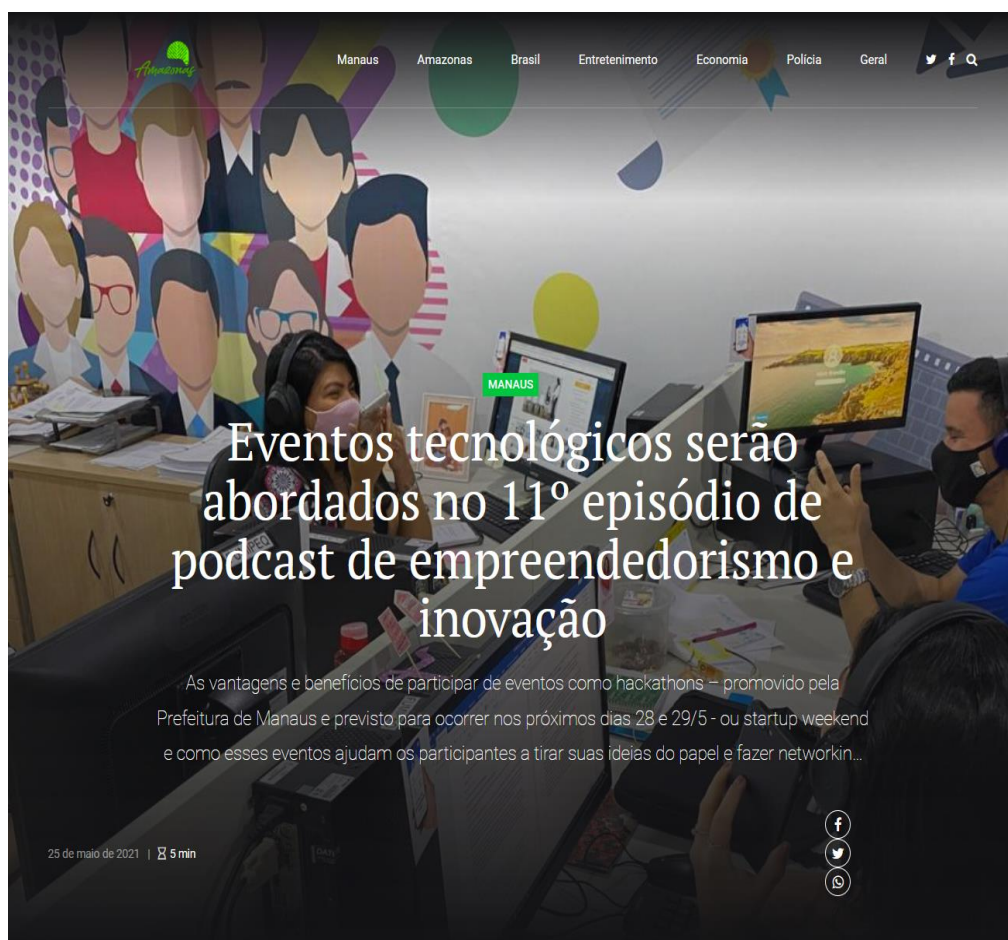 Amazonas
Manaus Amazonas Brasil Entretenimento Economia Polícia Geral
MANAUS
Eventos tecnológicos serão
abordados no 11º episódio de
podcast de empreendedorismo e
inovação
As vantagens e benefícios de participar de eventos como hackathons – promovido pela
Prefeitura de Manaus e previsto para ocorrer nos próximos dias 28 e 29/5 - ou startup weekend
e como esses eventos ajudam os participantes a tirar suas ideias do papel e fazer networkin...
25 de maio de 2021 | 5 min